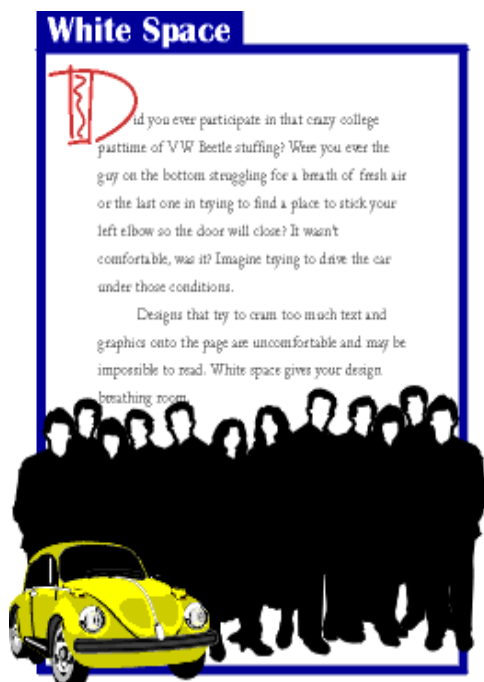 White Space
Did you ever participate in that crazy college
pasttime of VW Beetle stuffing? Were you ever the
guy on the bottom struggling for a breath of fresh air
or the last one in trying to find a place to stick your
left elbow so the door will close? It wasn't
comfortable, was it? Imagine trying to drive the car
under those conditions.
Designs that try to cram too much text and
graphics onto the page are uncomfortable and may be
impossible to read. White space gives your design
breathing room.